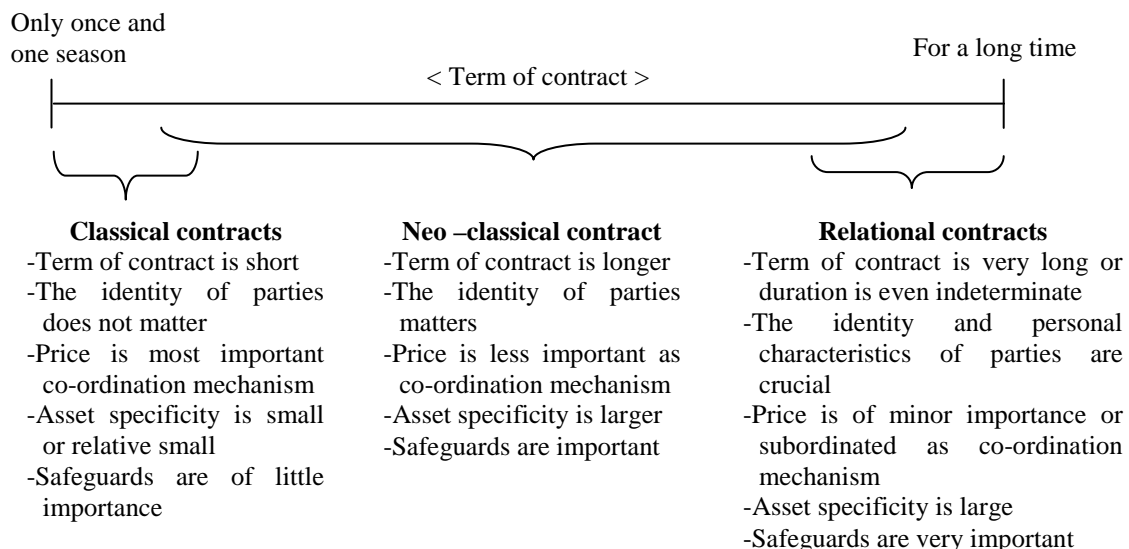 Only once and
one season
For a long time
< Term of contract >
Classical contracts
-Term of contract is short
-The identity of parties
does not matter
-Price is most important
co-ordination mechanism
-Asset specificity is small
or relative small
-Safeguards are of little
importance
Neo –classical contract
-Term of contract is longer
-The identity of parties
matters
-Price is less important as
co-ordination mechanism
-Asset specificity is larger
-Safeguards are important
Relational contracts
-Term of contract is very long or
duration is even indeterminate
-The identity and personal
characteristics of parties are
crucial
-Price is of minor importance or
subordinated as co-ordination
mechanism
-Asset specificity is large
-Safeguards are very important